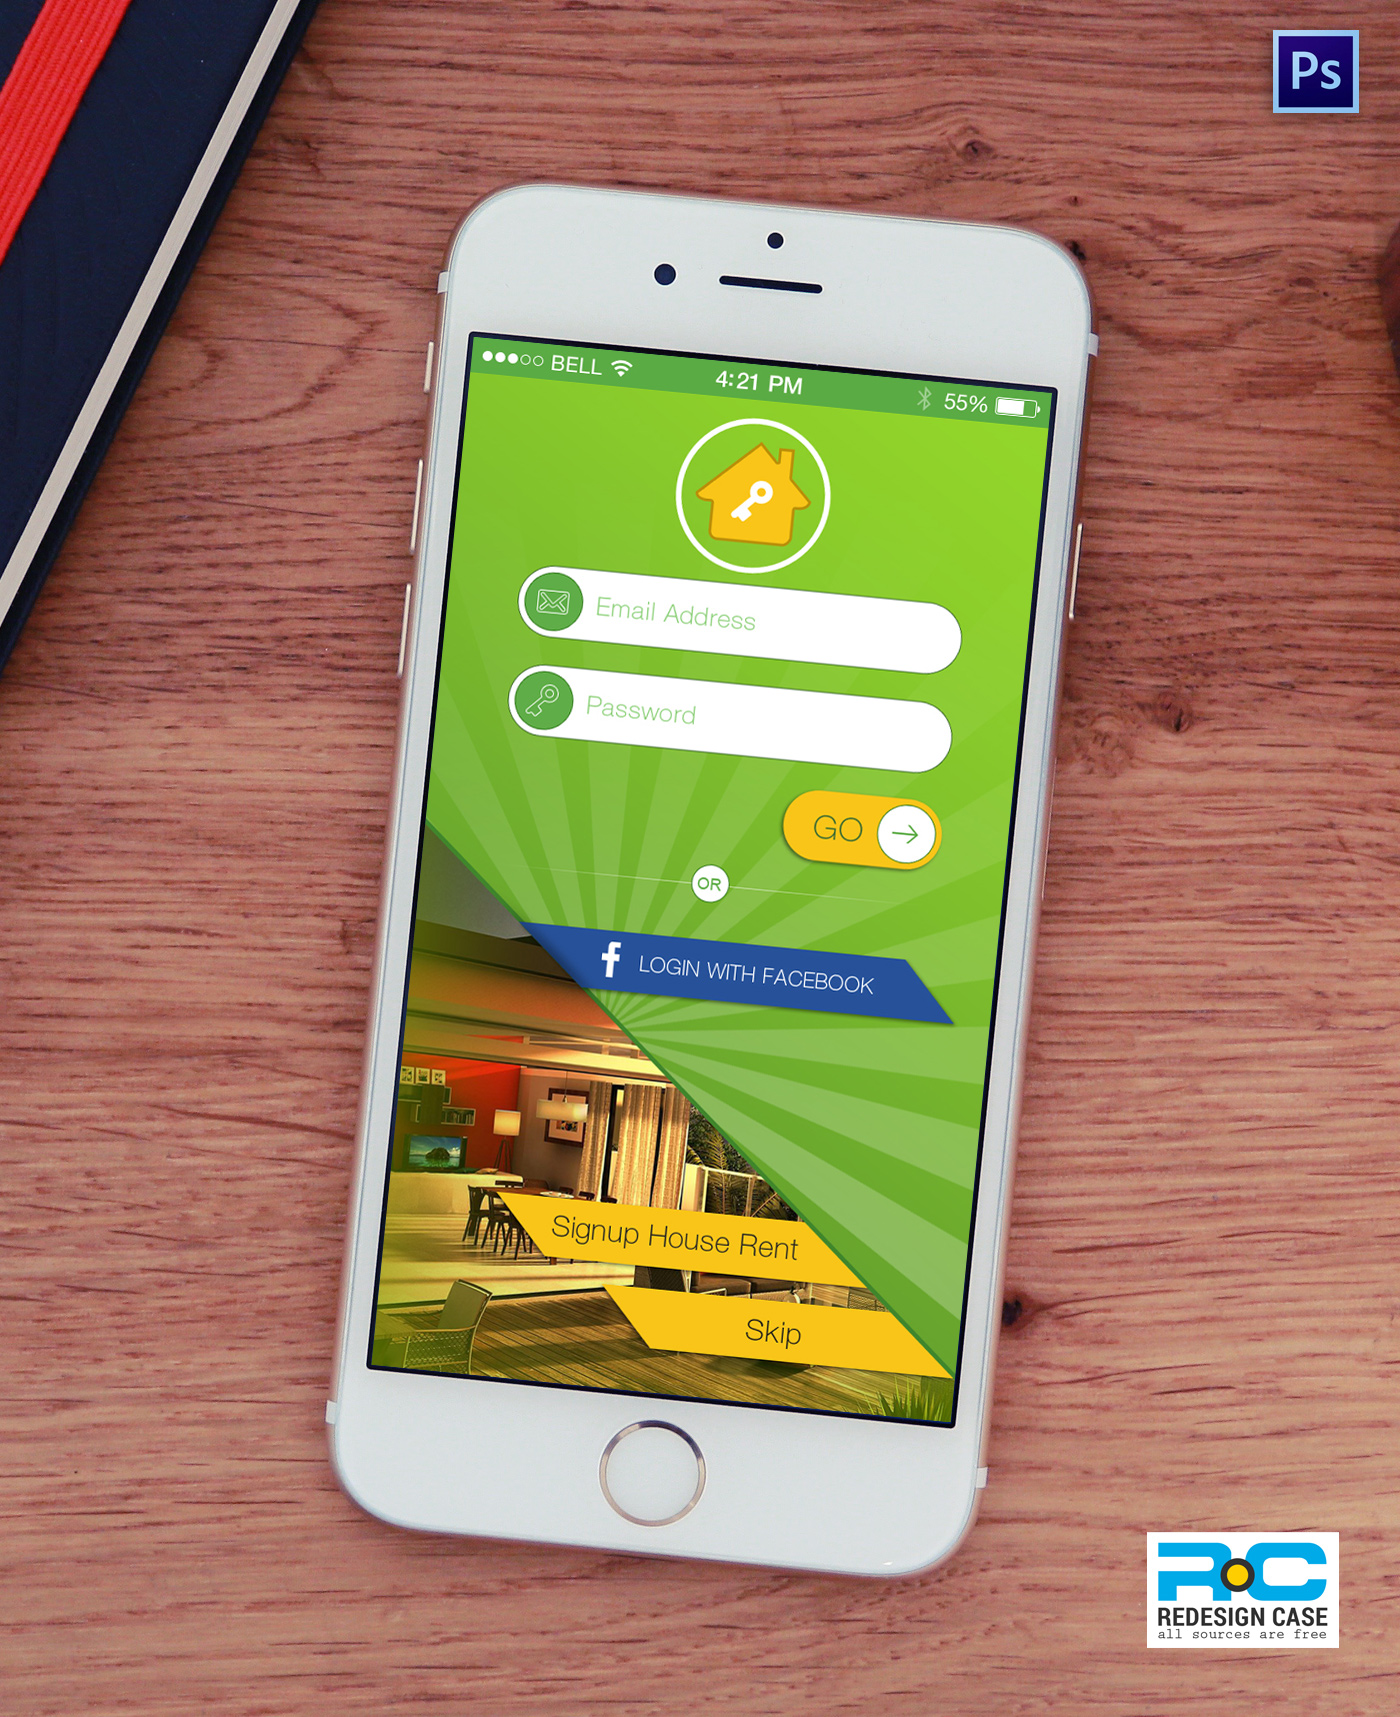 Ps
BELL 4:21 PM 55%
Email Address
Password
GO
OR
f LOGIN WITH FACEBOOK
Signup House Rent
Skip
RC
REDESIGN CASE
all sources are free